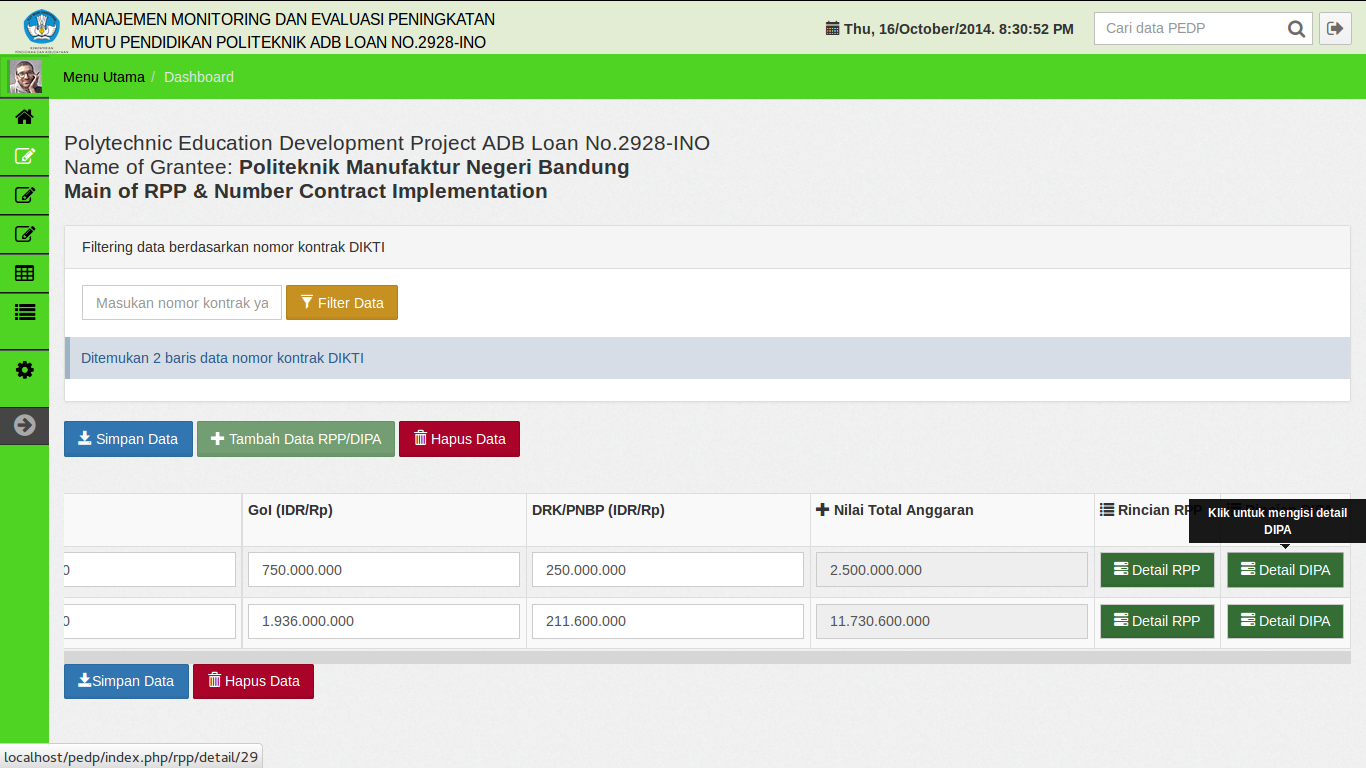 MANAJEMEN MONITORING DAN EVALUASI PENINGKATAN
MUTU PENDIDIKAN POLITEKNIK ADB LOAN NO.2928-INO
Thu, 16/October/2014. 8:30:52 PM
Cari data PEDP
Menu Utama / Dashboard
Polytechnic Education Development Project ADB Loan No.2928-INO
Name of Grantee: Politeknik Manufaktur Negeri Bandung
Main of RPP & Number Contract Implementation
Filtering data berdasarkan nomor kontrak DIKTI
Masukan nomor kontrak ya
Filter Data
Ditemukan 2 baris data nomor kontrak DIKTI
Simpan Data
Tambah Data RPP/DIPA
Hapus Data
GoI (IDR/Rp)
DRK/PNBP (IDR/Rp)
Nilai Total Anggaran
Rincian RPP
Klik untuk mengisi detail
DIPA
0
750.000.000
250.000.000
2.500.000.000
Detail RPP
Detail DIPA
0
1.936.000.000
211.600.000
11.730.600.000
Detail RPP
Detail DIPA
Simpan Data
Hapus Data
localhost/pedp/index.php/rpp/detail/29